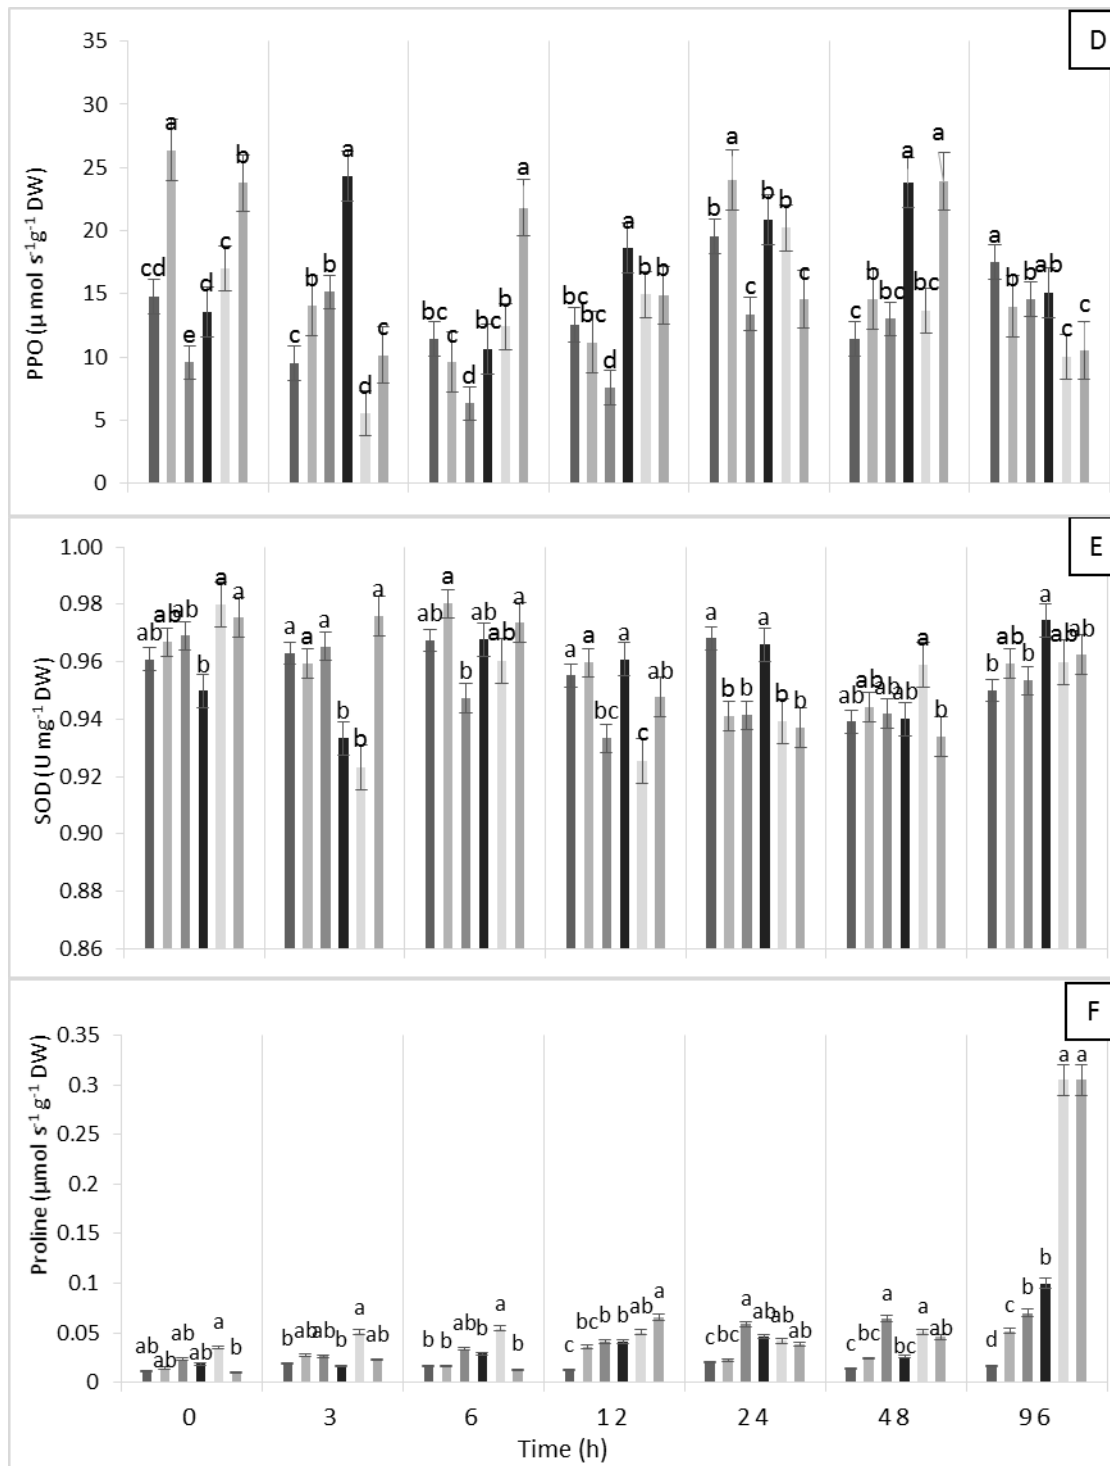 D
PPO (µ mol s⁻¹g⁻¹ DW)
35
30
25
20
15
10
5
0
cd a e d c b
c b b a d c
bc c d bc b a
bc bc d a b b
b a c b b c
c b bc a bc a
a b b ab c c
E
SOD (U mg⁻¹ DW)
1.00
0.98
0.96
0.94
0.92
0.90
0.88
0.86
ab ab ab b a a
a a a b b a
ab a b ab ab a
a a bc a c ab
a b b a b b
ab ab ab ab a b
b ab b a ab ab
F
Proline (µmol s⁻¹ g⁻¹ DW)
0.35
0.3
0.25
0.2
0.15
0.1
0.05
0
ab ab ab ab a b
b ab ab b a ab
b b ab b a b
c bc b b ab a
c bc a ab ab ab
c bc a bc a ab
d c b b a a
0 3 6 12 24 48 96
Time (h)